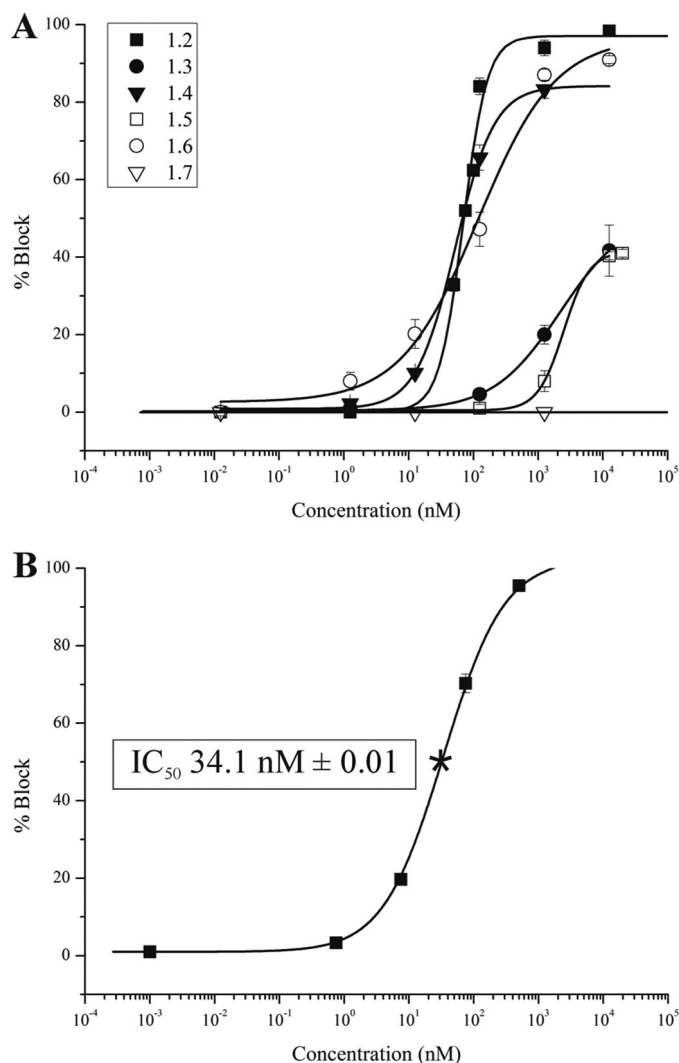 A
100
80
60
40
20
0
% Block
1.2
1.3
1.4
1.5
1.6
1.7
10⁻⁴ 10⁻³ 10⁻² 10⁻¹ 10⁰ 10¹ 10² 10³ 10⁴ 10⁵
Concentration (nM)
B
100
80
60
40
20
0
% Block
IC₅₀ 34.1 nM ± 0.01
10⁻⁴ 10⁻³ 10⁻² 10⁻¹ 10⁰ 10¹ 10² 10³ 10⁴ 10⁵
Concentration (nM)